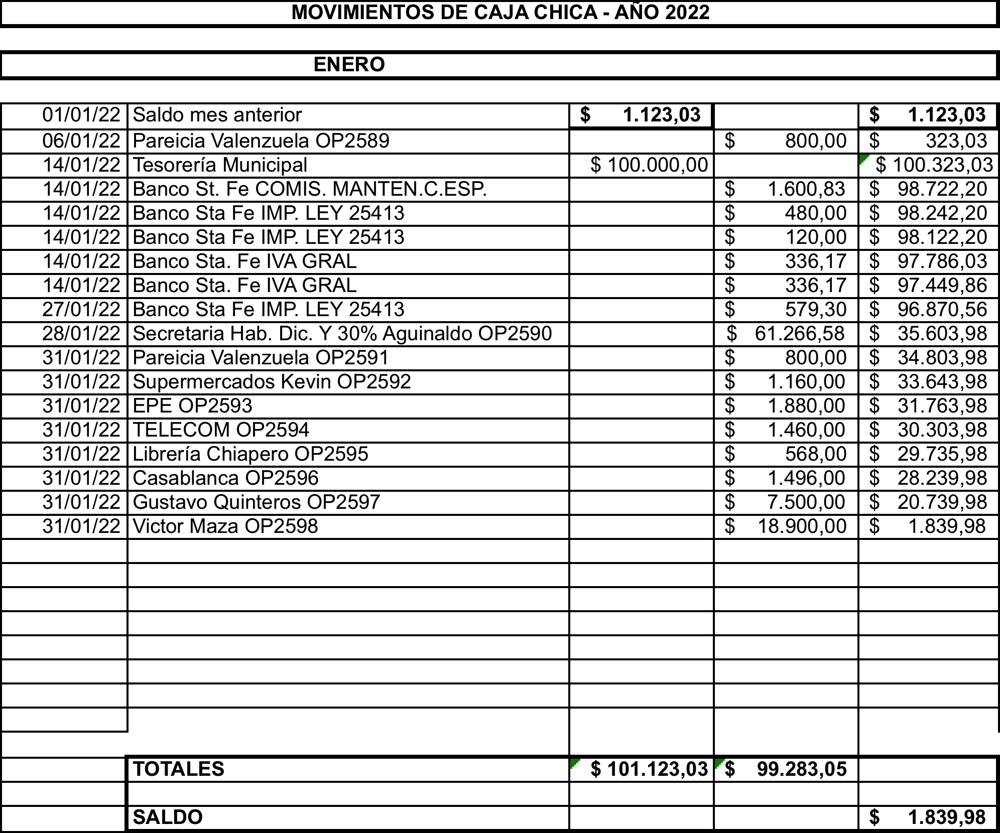 MOVIMIENTOS DE CAJA CHICA - AÑO 2022
ENERO
01/01/22 Saldo mes anterior $ 1.123,03 $ 1.123,03
06/01/22 Pareicia Valenzuela OP2589 $ 800,00 $ 323,03
14/01/22 Tesorería Municipal $ 100.000,00 $ 100.323,03
14/01/22 Banco St. Fe COMIS. MANTEN.C.ESP. $ 1.600,83 $ 98.722,20
14/01/22 Banco Sta Fe IMP. LEY 25413 $ 480,00 $ 98.242,20
14/01/22 Banco Sta Fe IMP. LEY 25413 $ 120,00 $ 98.122,20
14/01/22 Banco Sta. Fe IVA GRAL $ 336,17 $ 97.786,03
14/01/22 Banco Sta. Fe IVA GRAL $ 336,17 $ 97.449,86
27/01/22 Banco Sta Fe IMP. LEY 25413 $ 579,30 $ 96.870,56
28/01/22 Secretaria Hab. Dic. Y 30% Aguinaldo OP2590 $ 61.266,58 $ 35.603,98
31/01/22 Pareicia Valenzuela OP2591 $ 800,00 $ 34.803,98
31/01/22 Supermercados Kevin OP2592 $ 1.160,00 $ 33.643,98
31/01/22 EPE OP2593 $ 1.880,00 $ 31.763,98
31/01/22 TELECOM OP2594 $ 1.460,00 $ 30.303,98
31/01/22 Librería Chiapero OP2595 $ 568,00 $ 29.735,98
31/01/22 Casablanca OP2596 $ 1.496,00 $ 28.239,98
31/01/22 Gustavo Quinteros OP2597 $ 7.500,00 $ 20.739,98
31/01/22 Victor Maza OP2598 $ 18.900,00 $ 1.839,98
TOTALES $ 101.123,03 $ 99.283,05
SALDO $ 1.839,98